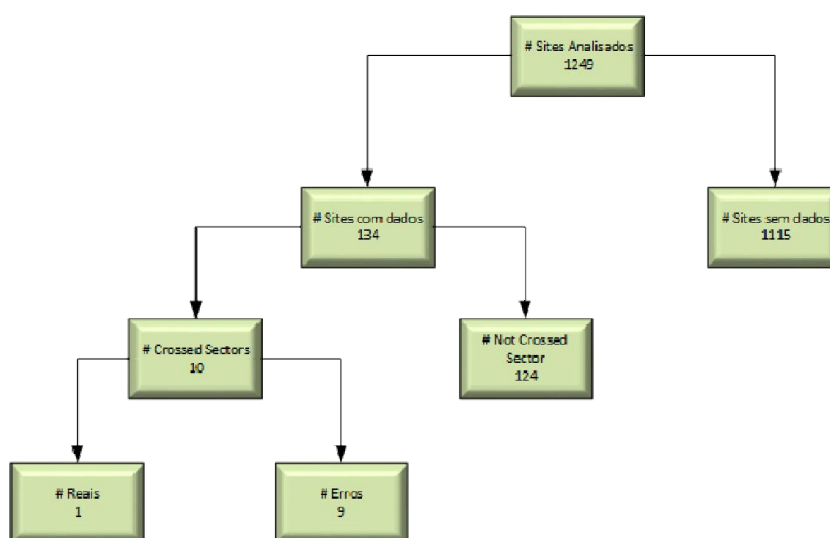 # Sites Analisados
1249
# Sites com dados
134
# Sites sem dados
1115
# Crossed Sectors
10
# Not Crossed
Sector
124
# Reais
1
# Erros
9